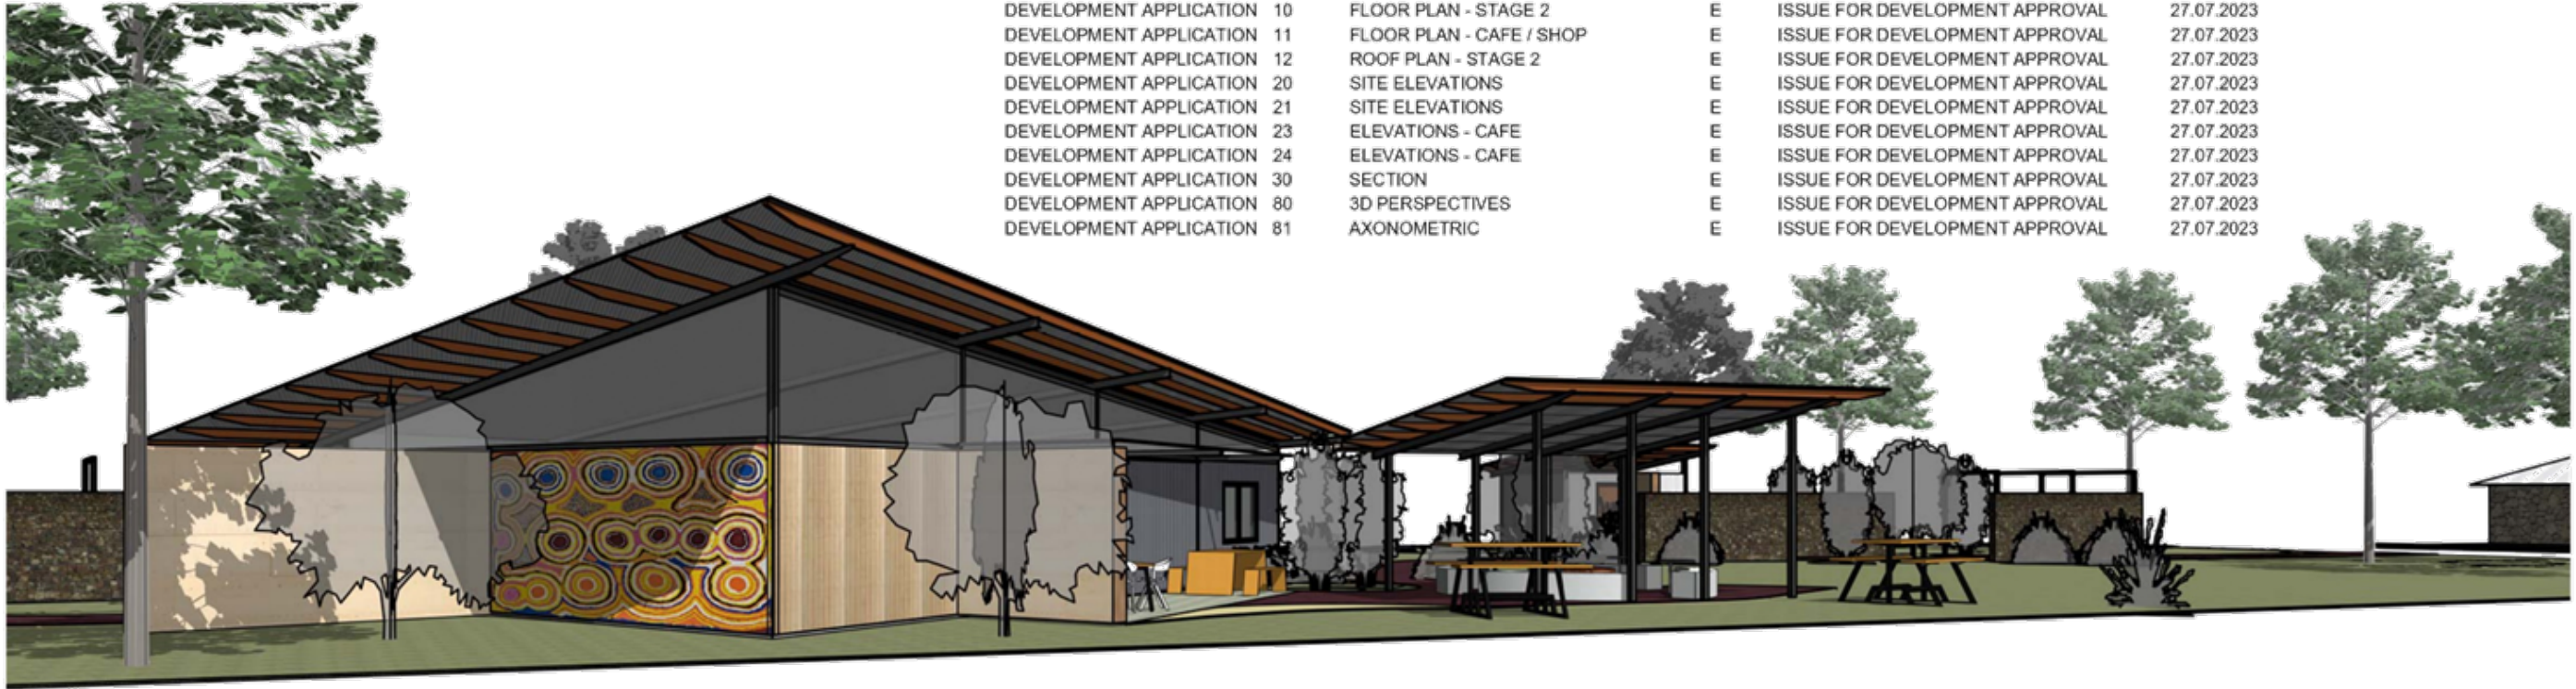 DEVELOPMENT APPLICATION 10 FLOOR PLAN - STAGE 2 E ISSUE FOR DEVELOPMENT APPROVAL 27.07.2023
DEVELOPMENT APPLICATION 11 FLOOR PLAN - CAFE / SHOP E ISSUE FOR DEVELOPMENT APPROVAL 27.07.2023
DEVELOPMENT APPLICATION 12 ROOF PLAN - STAGE 2 E ISSUE FOR DEVELOPMENT APPROVAL 27.07.2023
DEVELOPMENT APPLICATION 20 SITE ELEVATIONS E ISSUE FOR DEVELOPMENT APPROVAL 27.07.2023
DEVELOPMENT APPLICATION 21 SITE ELEVATIONS E ISSUE FOR DEVELOPMENT APPROVAL 27.07.2023
DEVELOPMENT APPLICATION 23 ELEVATIONS - CAFE E ISSUE FOR DEVELOPMENT APPROVAL 27.07.2023
DEVELOPMENT APPLICATION 24 ELEVATIONS - CAFE E ISSUE FOR DEVELOPMENT APPROVAL 27.07.2023
DEVELOPMENT APPLICATION 30 SECTION E ISSUE FOR DEVELOPMENT APPROVAL 27.07.2023
DEVELOPMENT APPLICATION 80 3D PERSPECTIVES E ISSUE FOR DEVELOPMENT APPROVAL 27.07.2023
DEVELOPMENT APPLICATION 81 AXONOMETRIC E ISSUE FOR DEVELOPMENT APPROVAL 27.07.2023